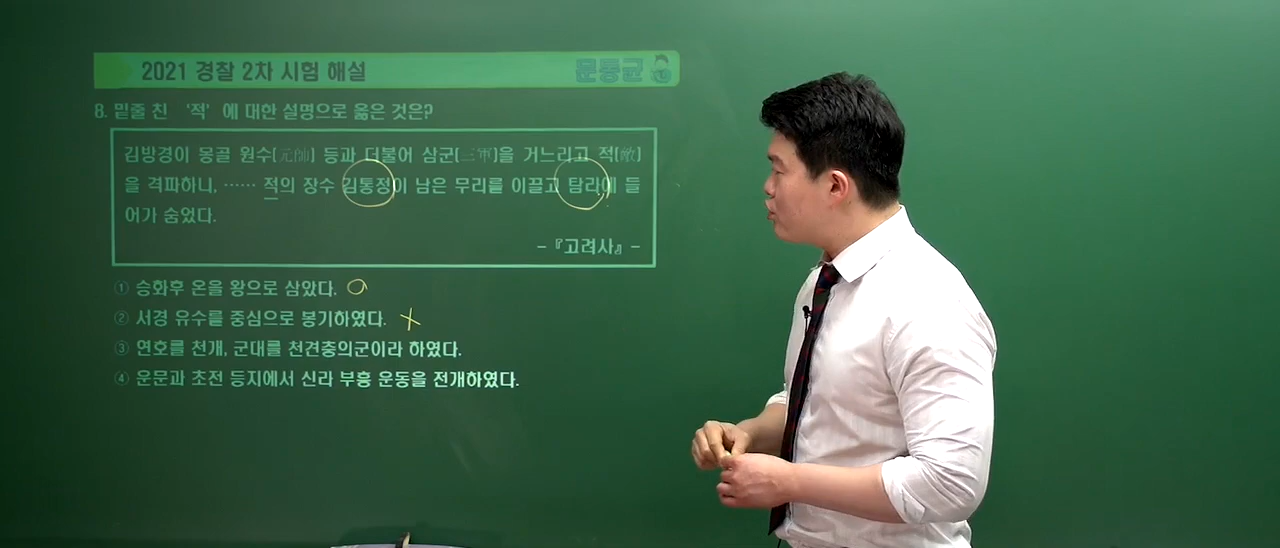 2021 경찰 2차 시험 해설
문동균
8. 밑줄 친 '적' 에 대한 설명으로 옳은 것은?
김방경이 몽골 원수(元帥) 등과 더불어 삼군(三軍)을 거느리고 적(敵)
을 격파하니, …… 적의 장수 김통정이 남은 무리를 이끌고 탐라에 들
어가 숨었다.
- 『고려사』 -
① 승화후 온을 왕으로 삼았다.
② 서경 유수를 중심으로 봉기하였다.
③ 연호를 천개, 군대를 천견충의군이라 하였다.
④ 운문과 초전 등지에서 신라 부흥 운동을 전개하였다.